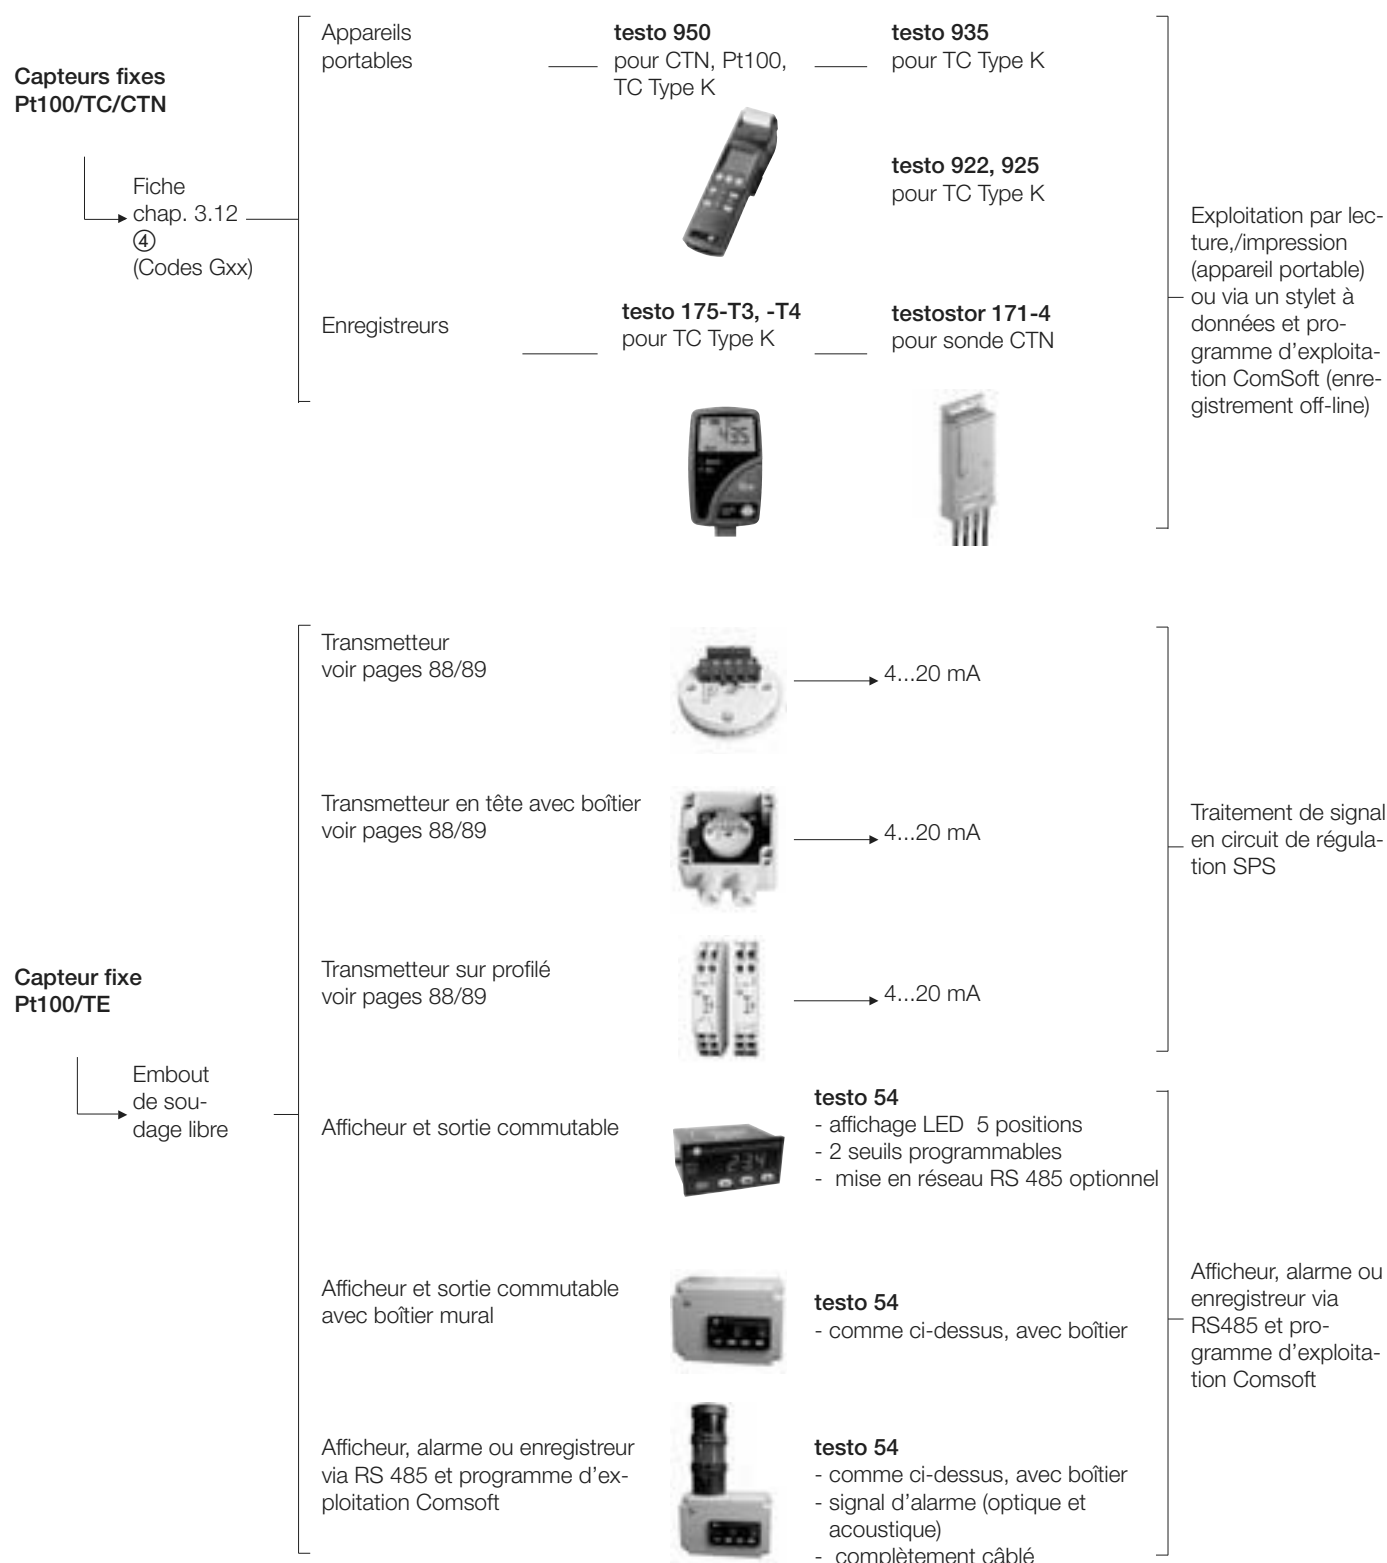 Capteurs fixes
Pt100/TC/CTN
Fiche
chap. 3.12
④
(Codes Gxx)
Appareils
portables
testo 950
pour CTN, Pt100,
TC Type K
testo 935
pour TC Type K
testo 922, 925
pour TC Type K
Enregistreurs
testo 175-T3, -T4
pour TC Type K
testostor 171-4
pour sonde CTN
435
Exploitation par lec-
ture,/impression
(appareil portable)
ou via un stylet à
données et pro-
gramme d'exploita-
tion ComSoft (enre-
gistrement off-line)
Capteur fixe
Pt100/TE
Embout
de sou-
dage libre
Transmetteur
voir pages 88/89
4...20 mA
Transmetteur en tête avec boîtier
voir pages 88/89
4...20 mA
Transmetteur sur profilé
voir pages 88/89
4...20 mA
Traitement de signal
en circuit de régula-
tion SPS
Afficheur et sortie commutable
234
testo 54
- affichage LED 5 positions
- 2 seuils programmables
- mise en réseau RS 485 optionnel
Afficheur et sortie commutable
avec boîtier mural
testo 54
- comme ci-dessus, avec boîtier
Afficheur, alarme ou enregistreur
via RS 485 et programme d'ex-
ploitation Comsoft
testo 54
- comme ci-dessus, avec boîtier
- signal d'alarme (optique et
acoustique)
- complètement câblé
Afficheur, alarme ou
enregistreur via
RS485 et pro-
gramme d'exploita-
tion Comsoft